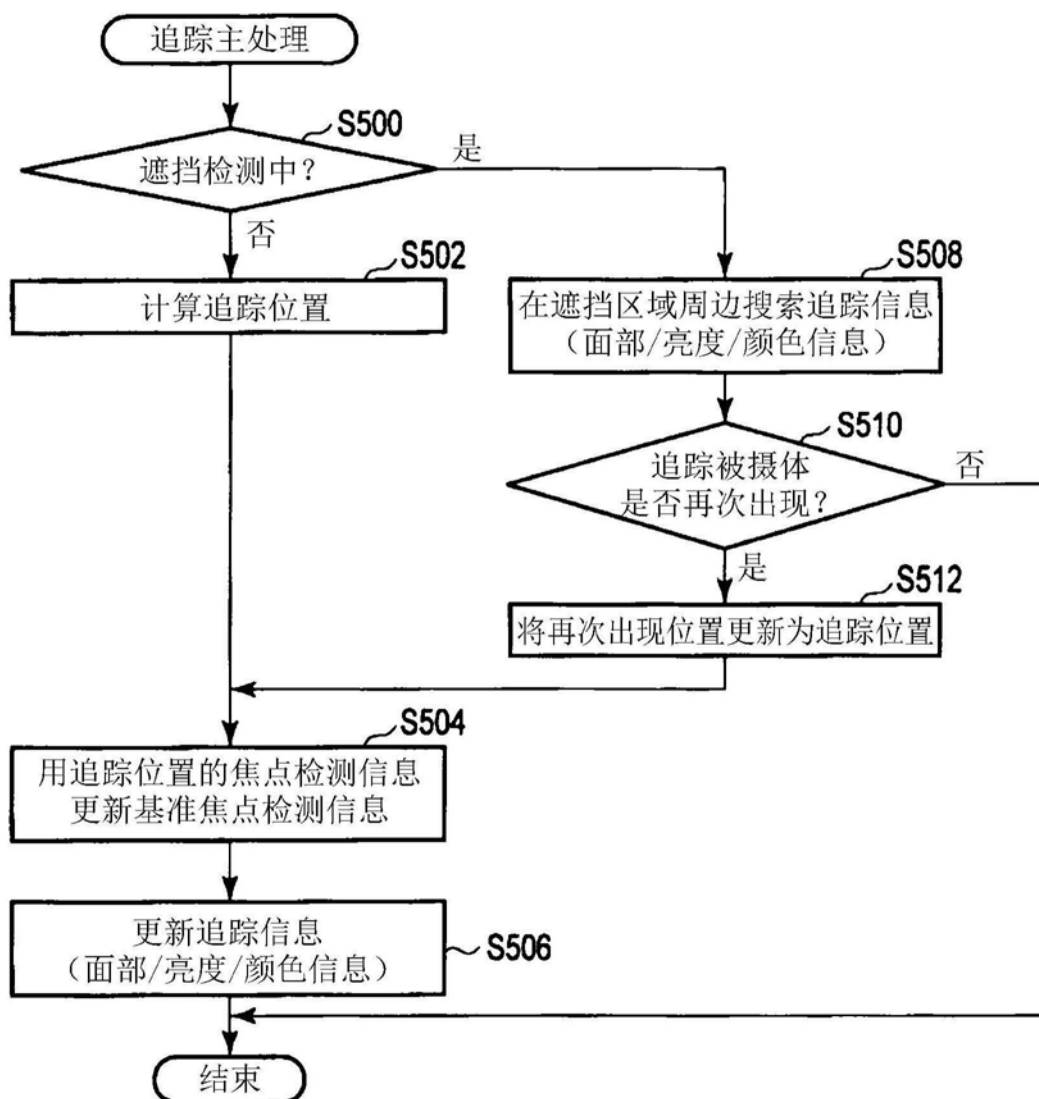 追踪主处理
S500
遮挡检测中？
是
否
S502
计算追踪位置
S508
在遮挡区域周边搜索追踪信息
（面部/亮度/颜色信息）
S510
追踪被摄体
是否再次出现？
否
是
S512
将再次出现位置更新为追踪位置
S504
用追踪位置的焦点检测信息
更新基准焦点检测信息
更新追踪信息
（面部/亮度/颜色信息）
S506
结束